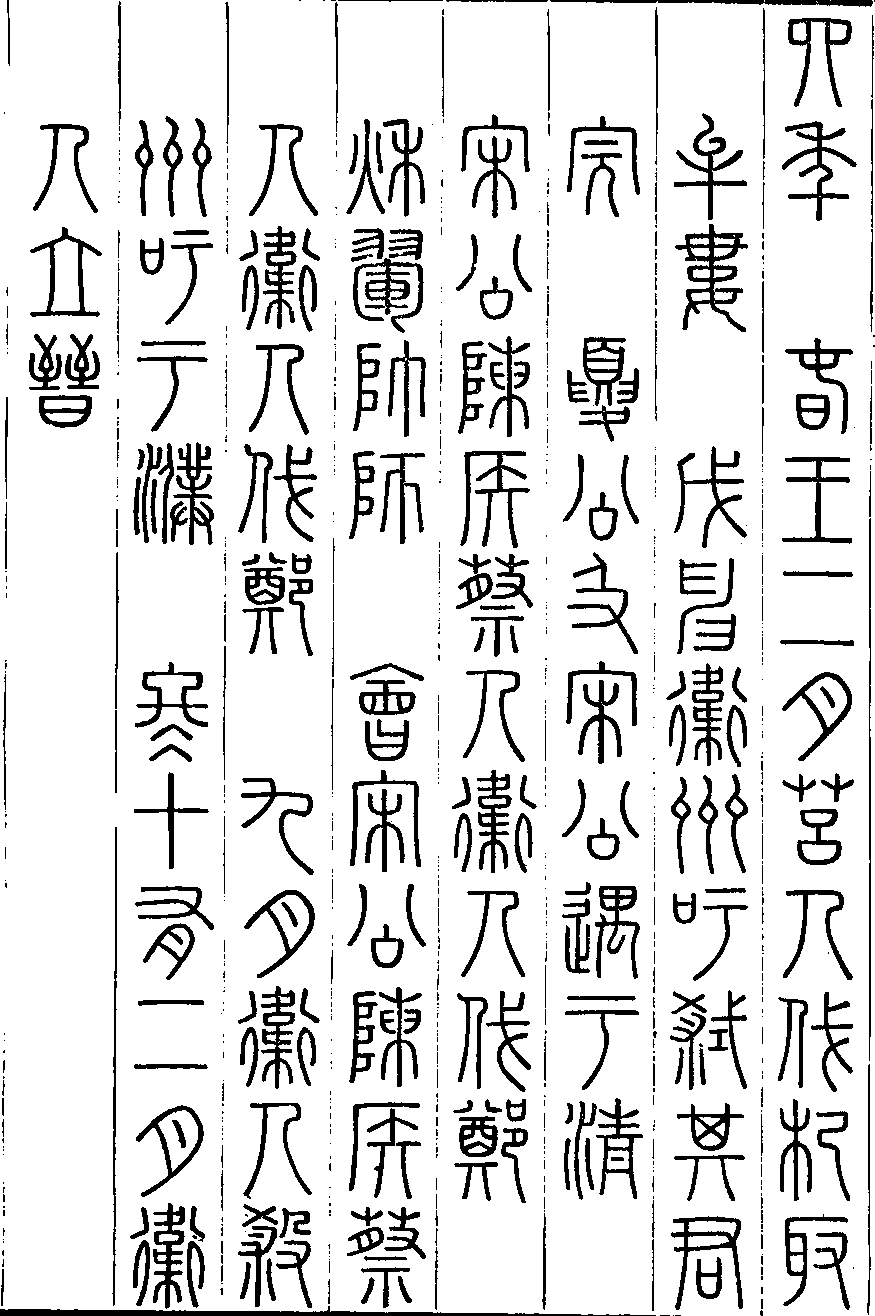 四年 春王二月莒人伐杞取
牟婁 戊申衛州吁弒其君
完 夏公及宋公遇于清
宋公陳侯蔡人衛人伐鄭
秋翬帥師 會宋公陳侯蔡
人衛人伐鄭 九月衛人殺
州吁于濮 冬十有二月衛
人立晉